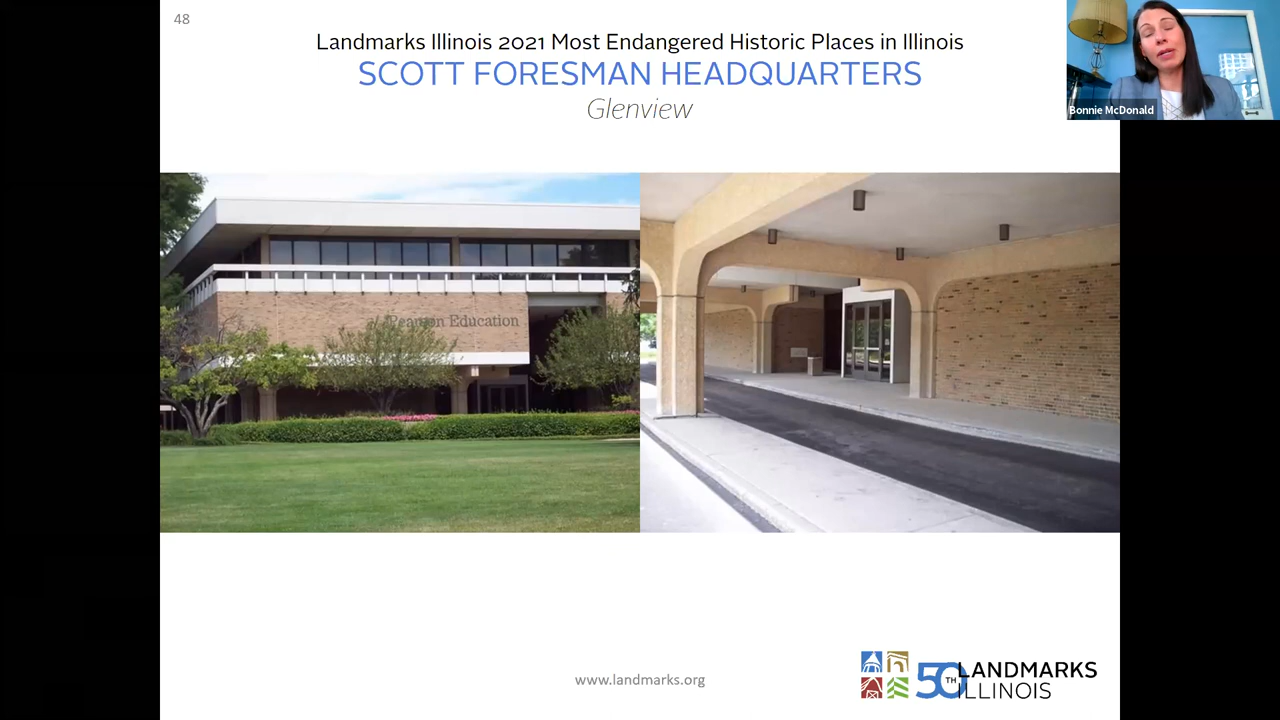 48
Landmarks Illinois 2021 Most Endangered Historic Places in Illinois
SCOTT FORESMAN HEADQUARTERS
Glenview
Bonnie McDonald
Pearson Education
www.landmarks.org
50TH LANDMARKS
ILLINOIS